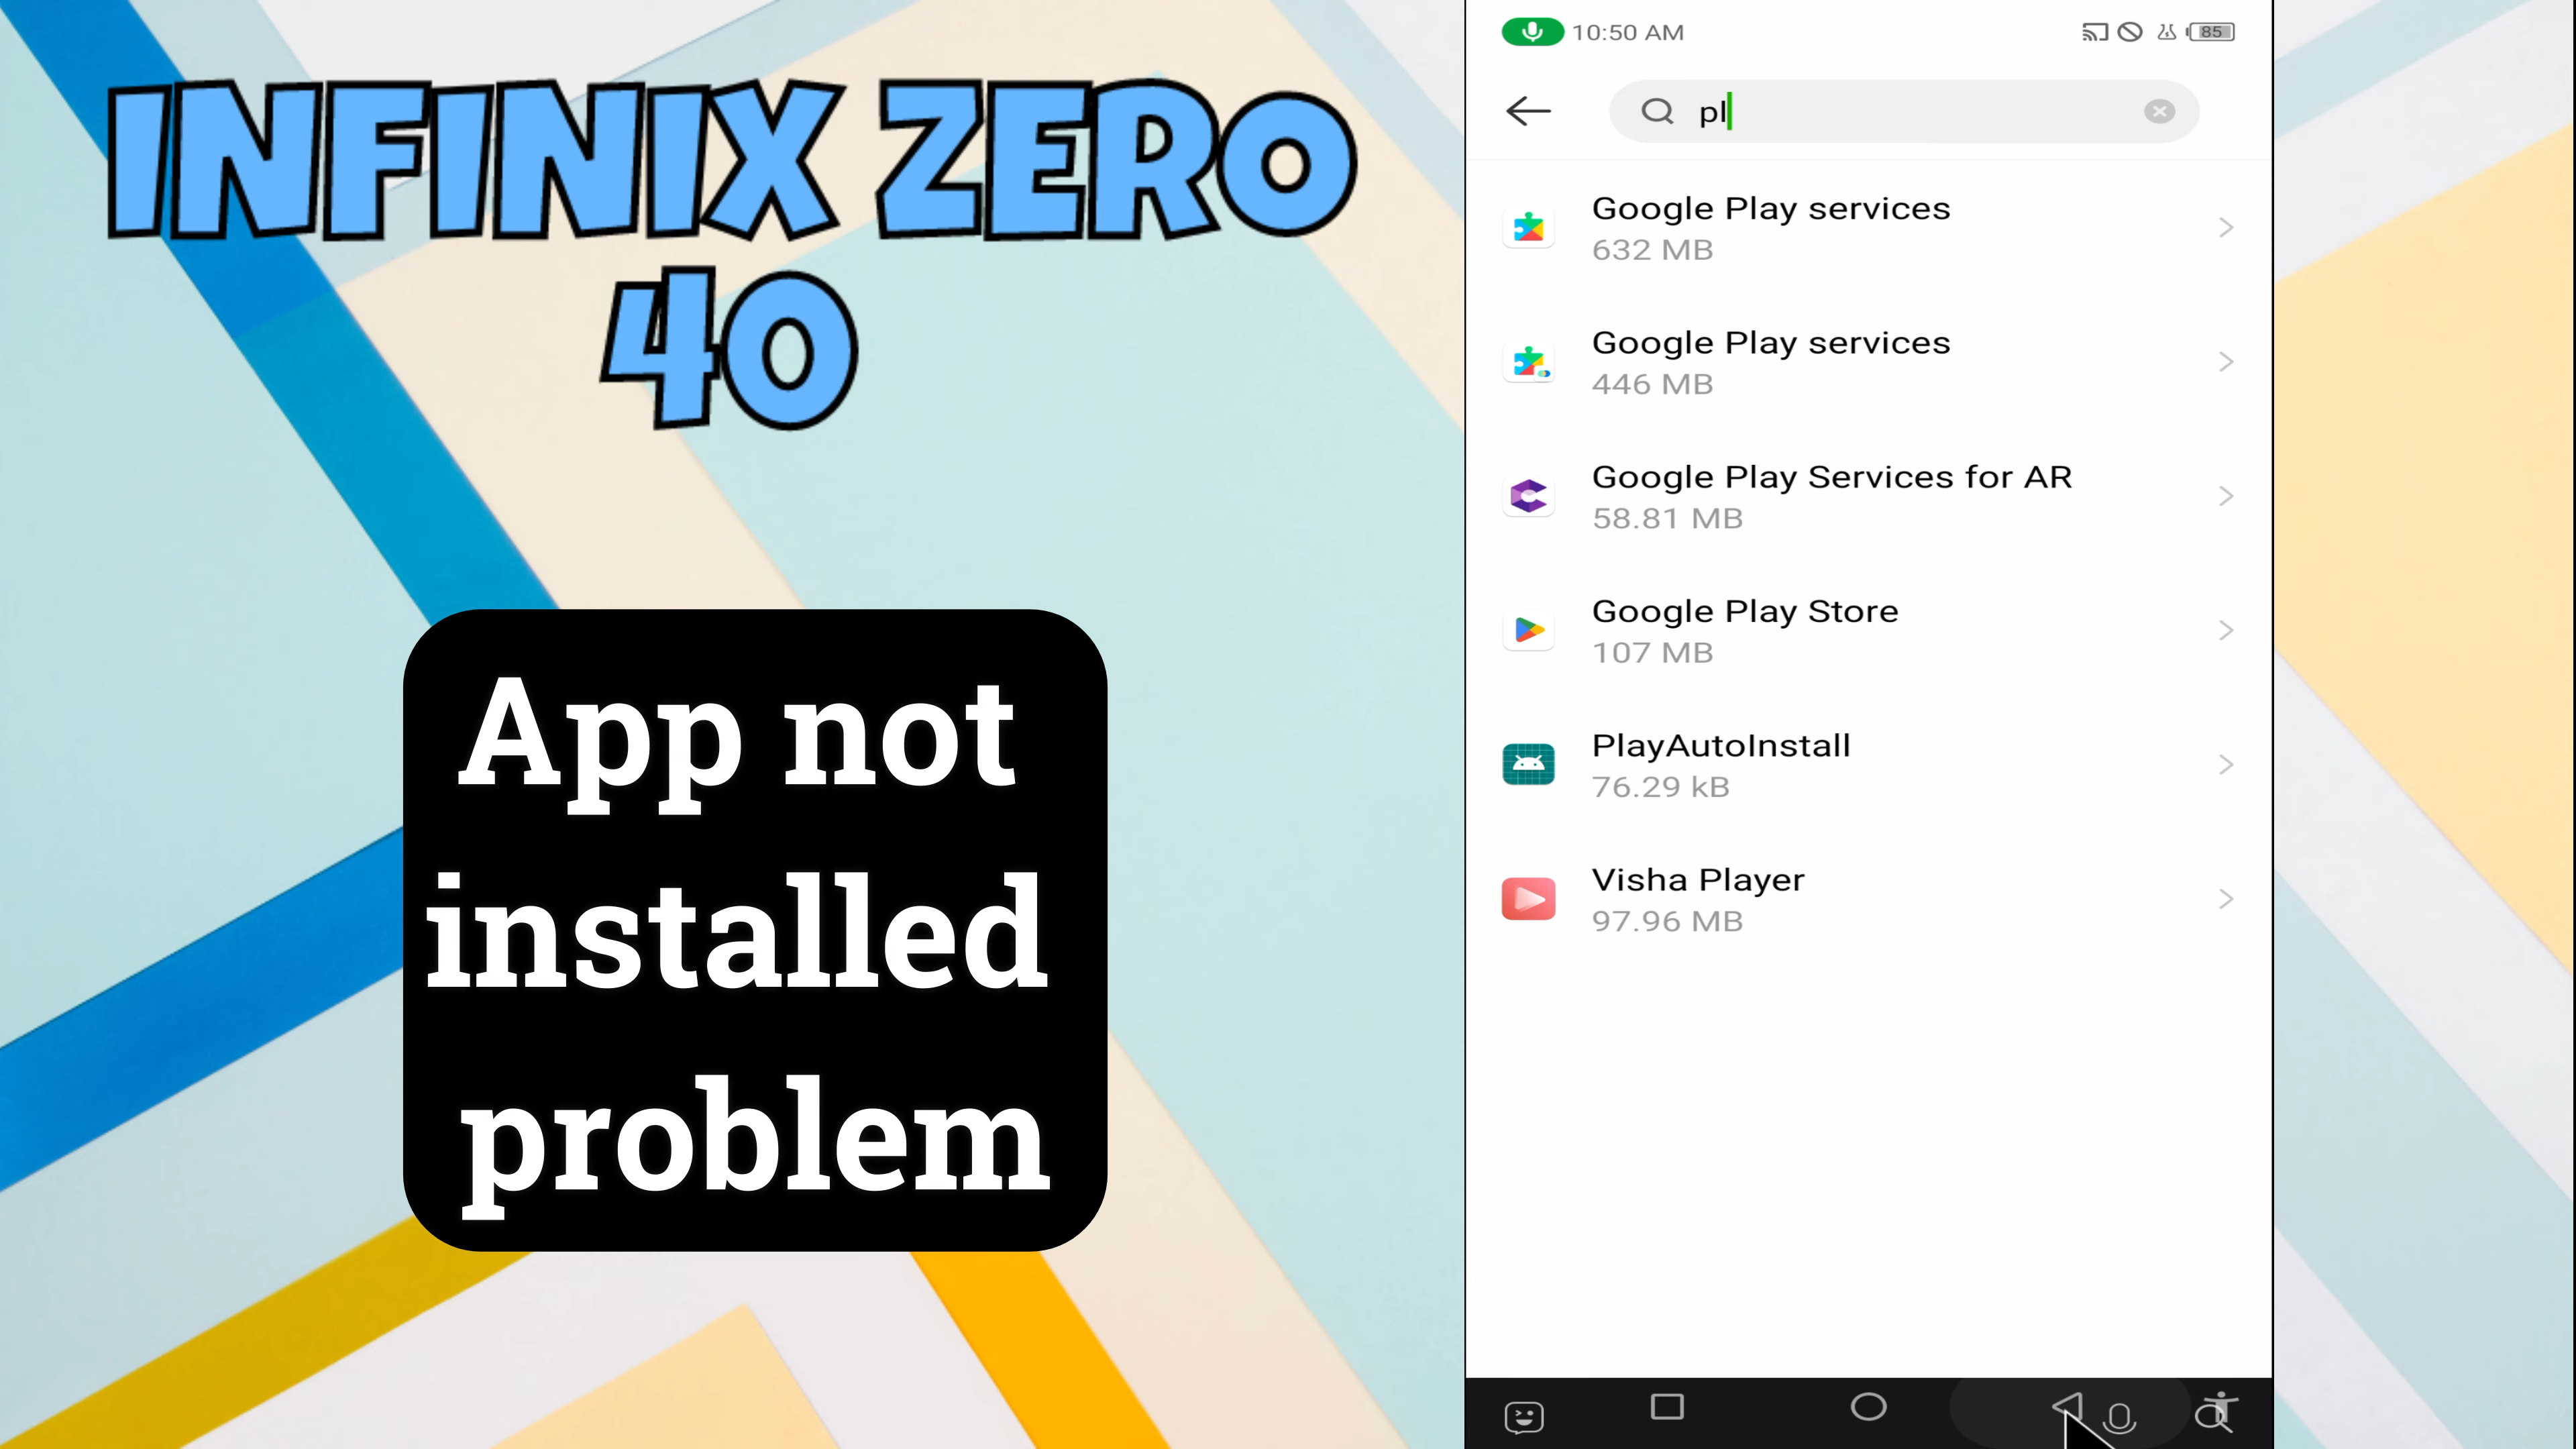 INFINIX ZERO
40
App not
installed
problem
10:50 AM
85
pl
Google Play services
632 MB
Google Play services
446 MB
Google Play Services for AR
58.81 MB
Google Play Store
107 MB
PlayAutoInstall
76.29 kB
Visha Player
97.96 MB